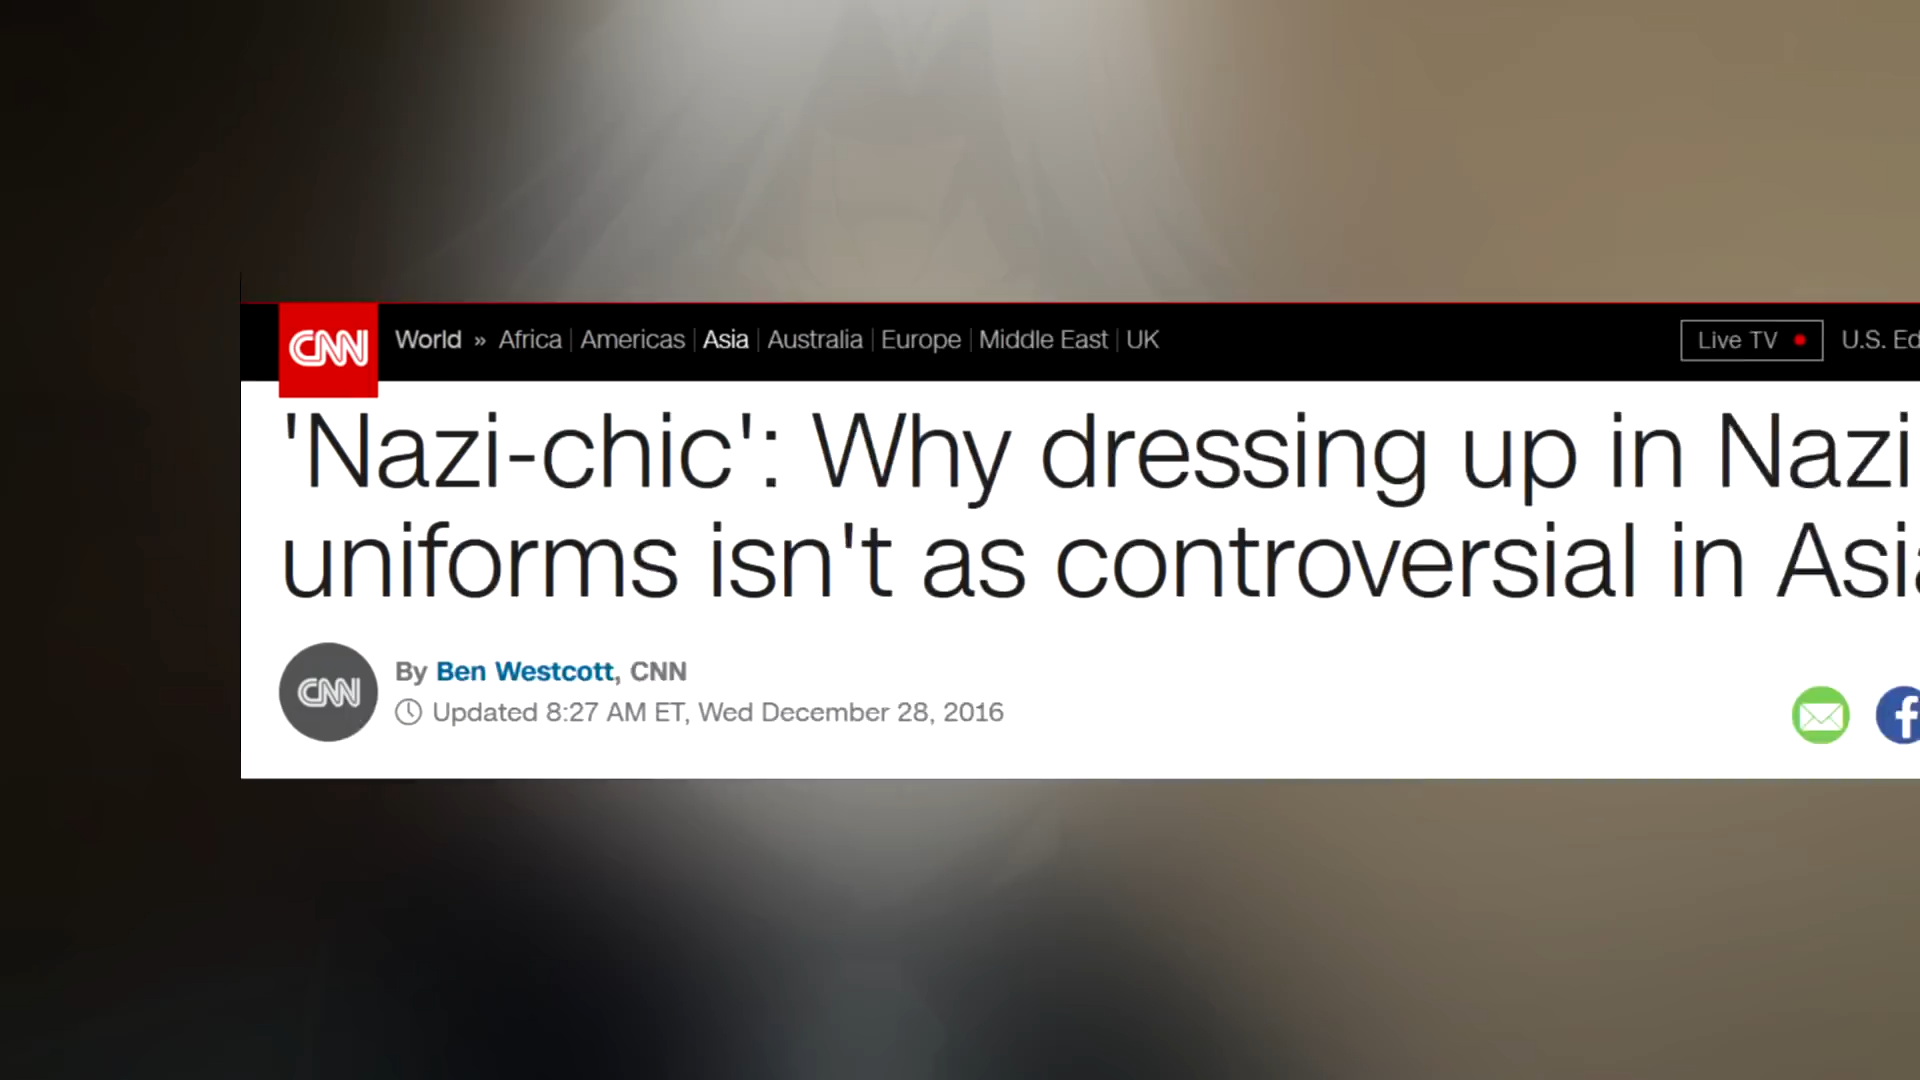 CNN World » Africa | Americas | Asia | Australia | Europe | Middle East | UK Live TV U.S. Ed
'Nazi-chic': Why dressing up in Nazi
uniforms isn't as controversial in Asia
CNN By Ben Westcott, CNN
Updated 8:27 AM ET, Wed December 28, 2016